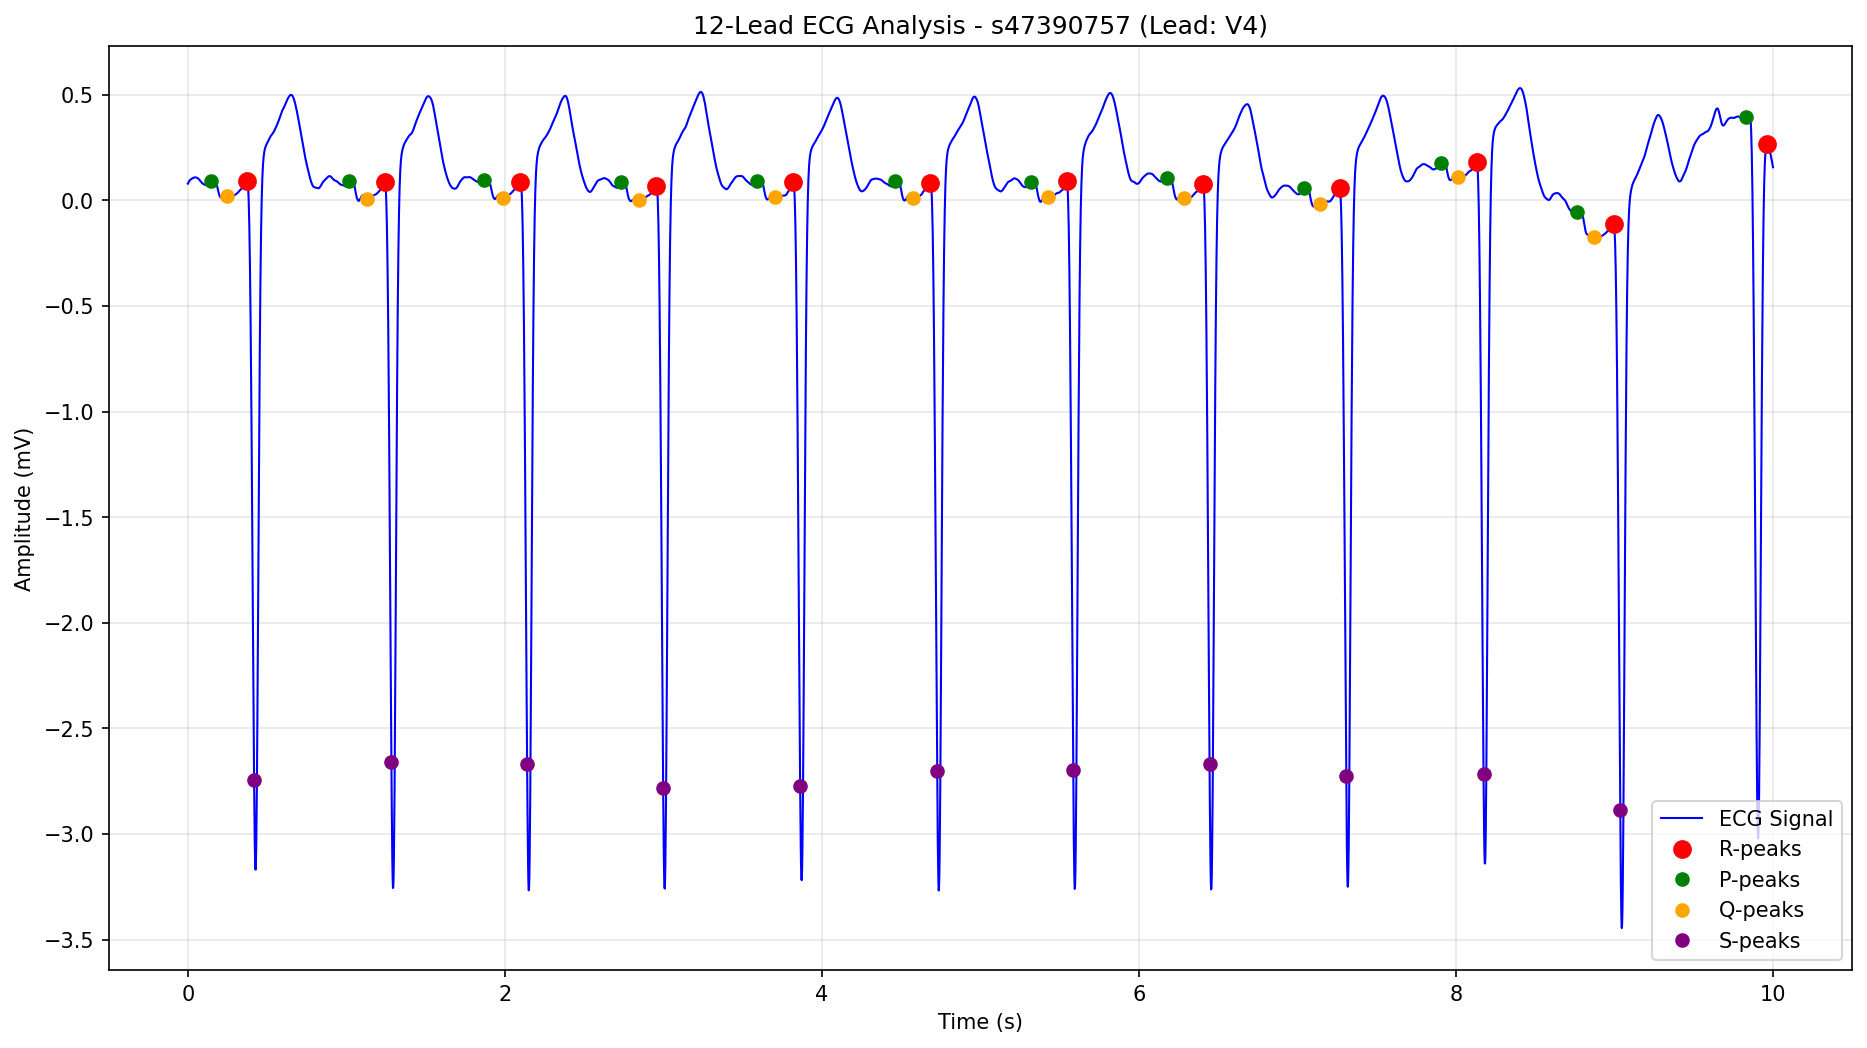 12-Lead ECG Analysis - s47390757 (Lead: V4)
Amplitude (mV)
0.5
0.0
−0.5
−1.0
−1.5
−2.0
−2.5
−3.0
−3.5
ECG Signal
R-peaks
P-peaks
Q-peaks
S-peaks
0 2 4 6 8 10
Time (s)